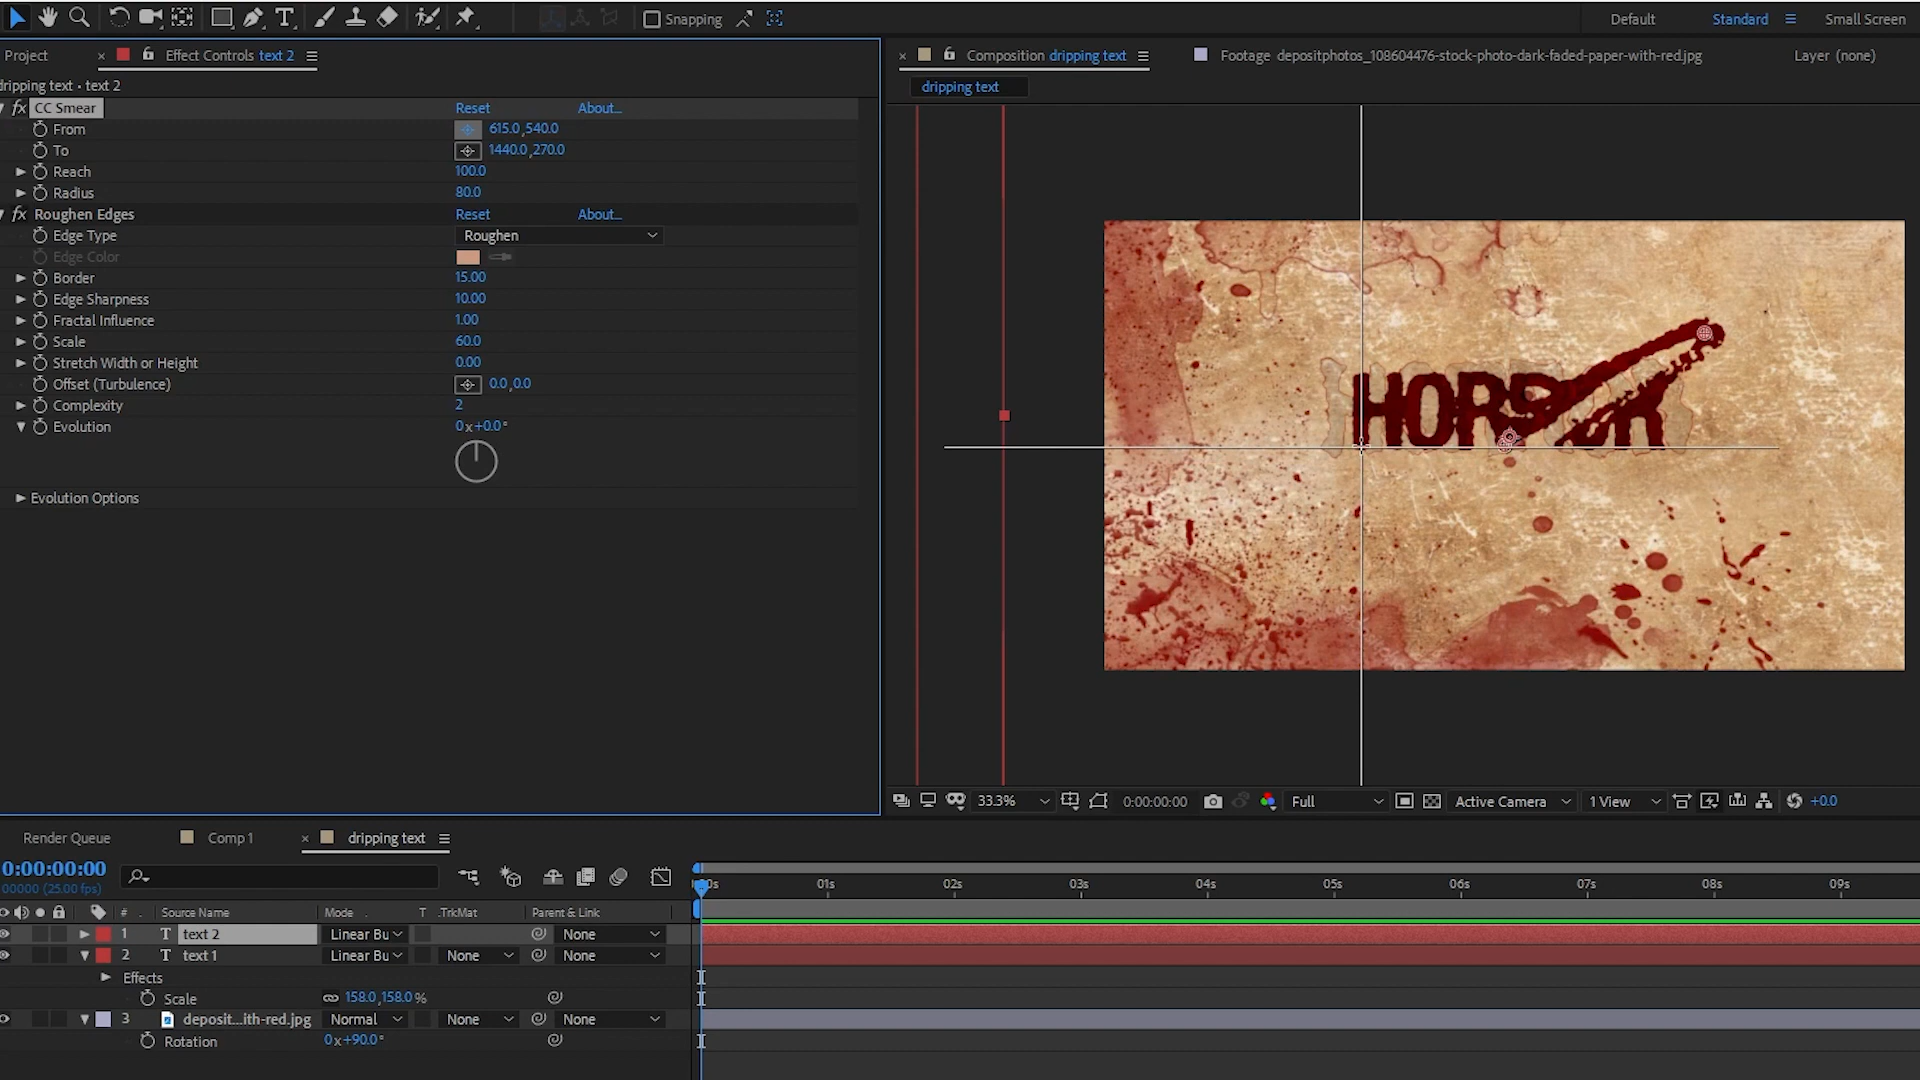 Snapping
Default
Standard
Small Screen
Project
Effect Controls text 2
Composition dripping text
Footage depositphotos_108604476-stock-photo-dark-faded-paper-with-red.jpg
Layer (none)
dripping text • text 2
dripping text
fx CC Smear Reset About...
From 615.0,540.0
To 1440.0,270.0
Reach 100.0
Radius 80.0
fx Roughen Edges Reset About...
Edge Type Roughen
Edge Color
Border 15.00
Edge Sharpness 10.00
Fractal Influence 1.00
Scale 60.0
Stretch Width or Height 0.00
Offset (Turbulence) 0.0,0.0
Complexity 2
Evolution 0x+0.0°
Evolution Options
33.3%
0:00:00:00
Full
Active Camera
1 View
+0.0
Render Queue
Comp 1
dripping text
0:00:00:00
00000 (25.00 fps)
01s 02s 03s 04s 05s 06s 07s 08s 09s
# Source Name Mode T .TrkMat Parent & Link
1 T text 2 Linear Bu None
2 T text 1 Linear Bu None None
Effects
Scale 158.0,158.0%
3 deposit...ith-red.jpg Normal None None
Rotation 0x+90.0°